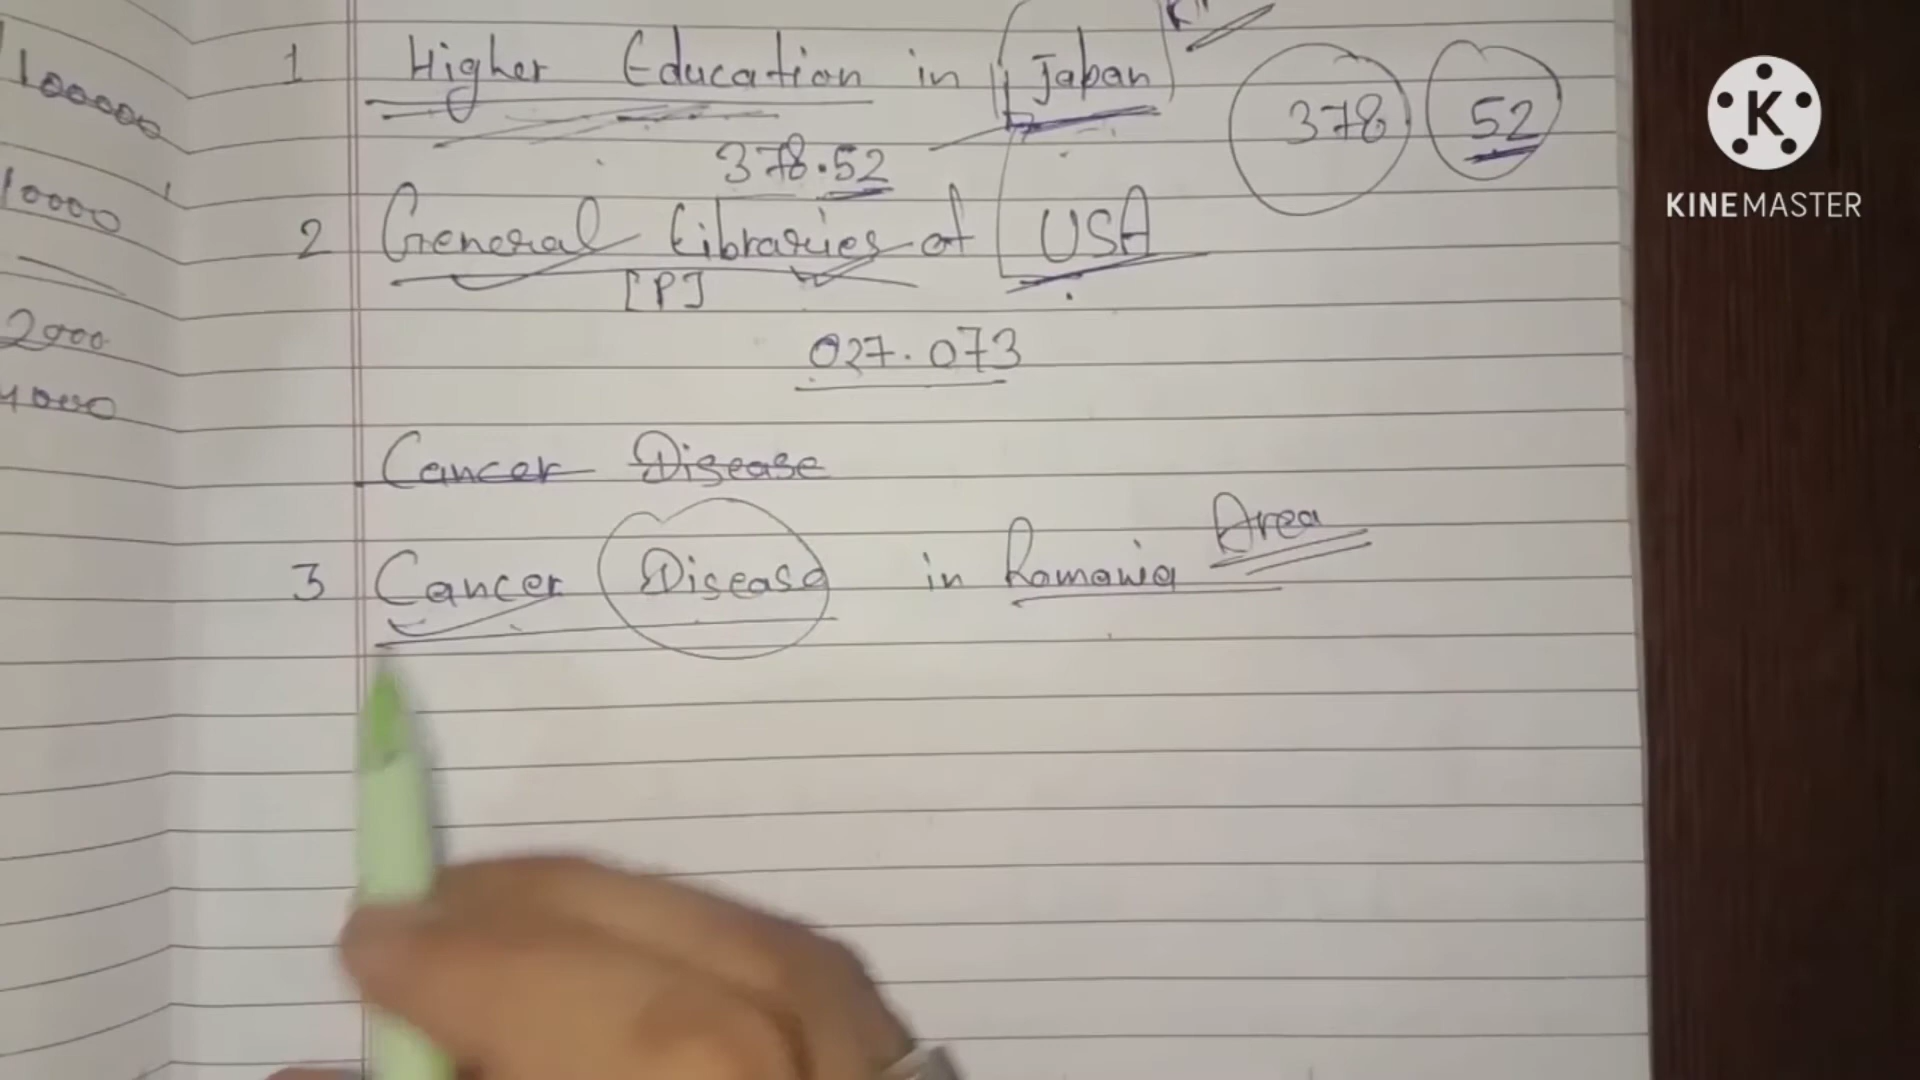 1 Higher Education in Japan
378 52
378.52
2 General Libraries of USA
[P]
027.073
Cancer Disease
3 Cancer Disease in Romania Area
100000
10000
2000
4000
KINEMASTER